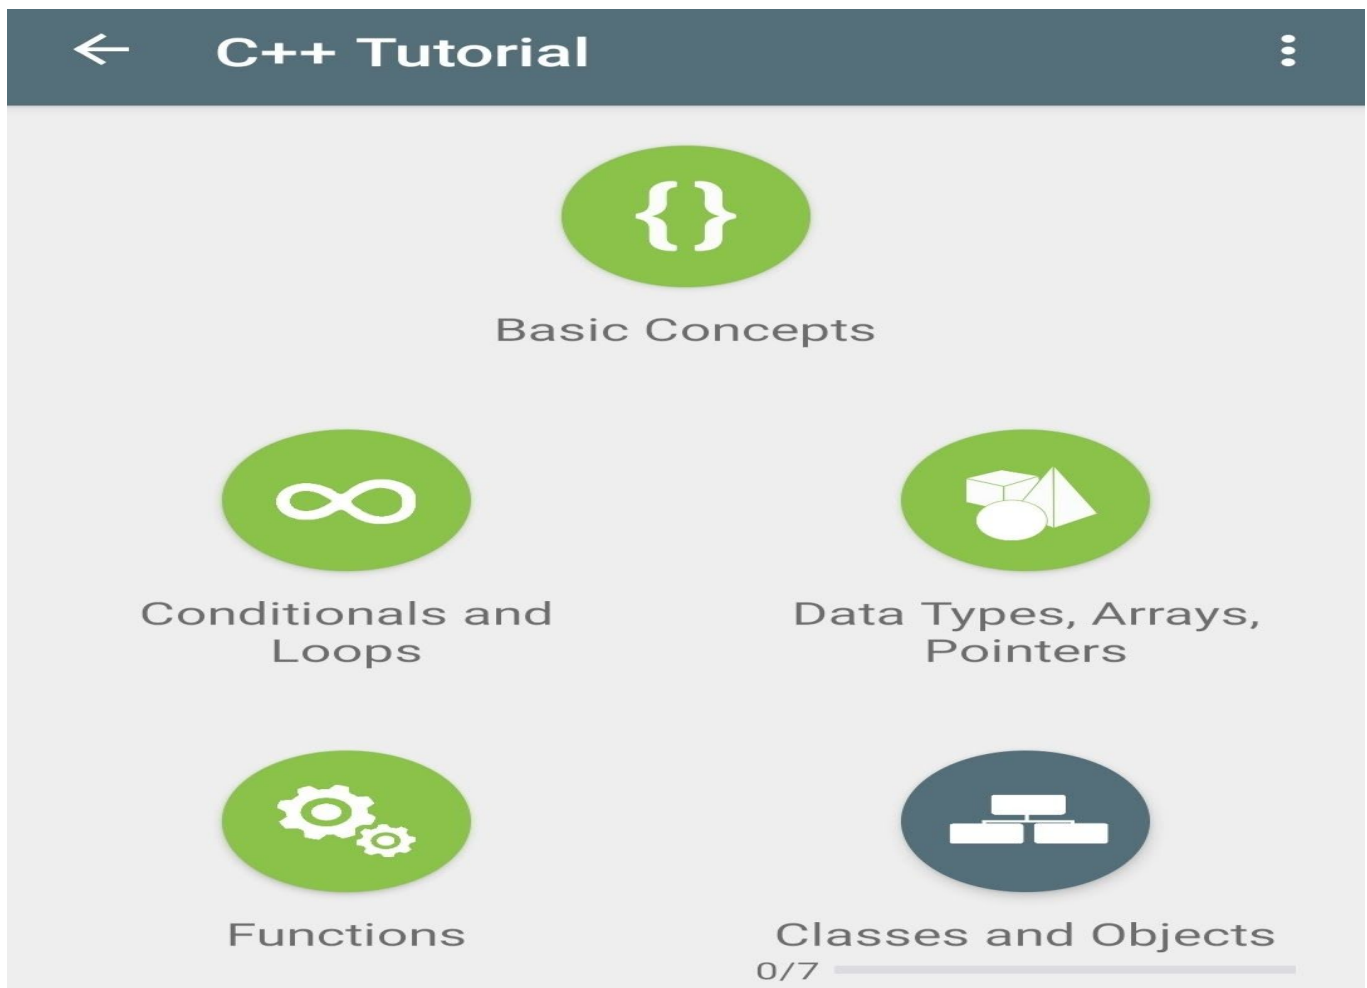 C++ Tutorial
{}
Basic Concepts
Conditionals and
Loops
Data Types, Arrays,
Pointers
Functions
Classes and Objects
0/7